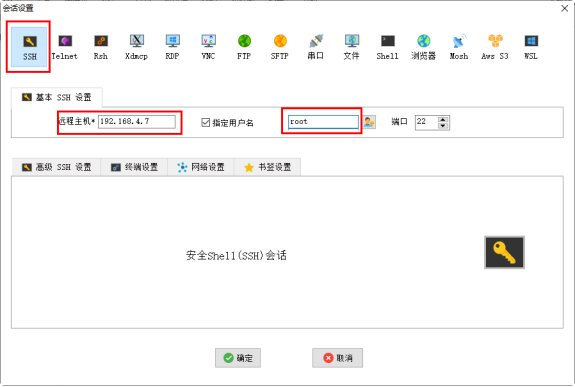 会话设置
SSH Telnet Rsh Xdmcp RDP VNC FTP SFTP 串口 文件 Shell 浏览器 Mosh Aws S3 WSL
基本 SSH 设置
远程主机* 192.168.4.7 指定用户名 root 端口 22
高级 SSH 设置 终端设置 网络设置 书签设置
安全Shell(SSH)会话
确定 取消